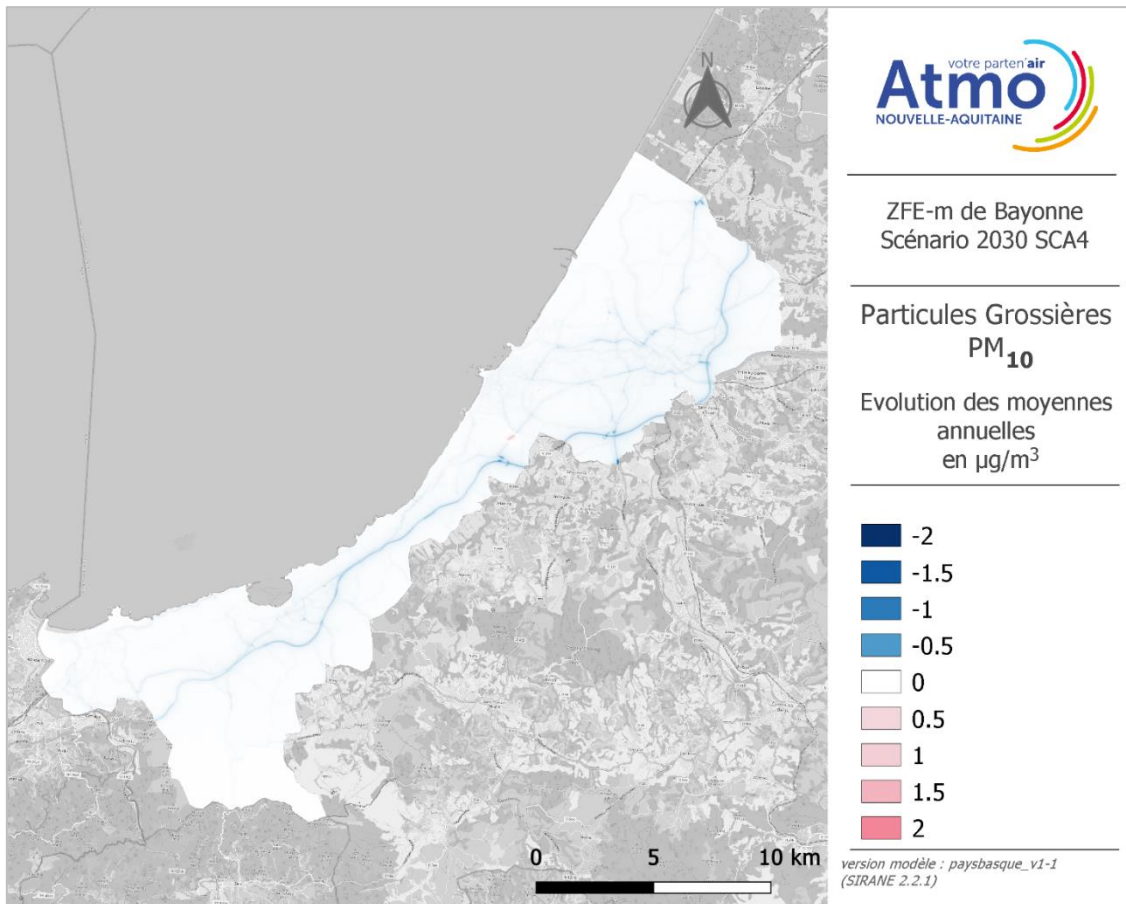 N
votre parten'air
Atmo
NOUVELLE-AQUITAINE
ZFE-m de Bayonne
Scénario 2030 SCA4
Particules Grossières
PM10
Evolution des moyennes
annuelles
en µg/m³
-2
-1.5
-1
-0.5
0
0.5
1
1.5
2
0 5 10 km
version modèle : paysbasque_v1-1
(SIRANE 2.2.1)